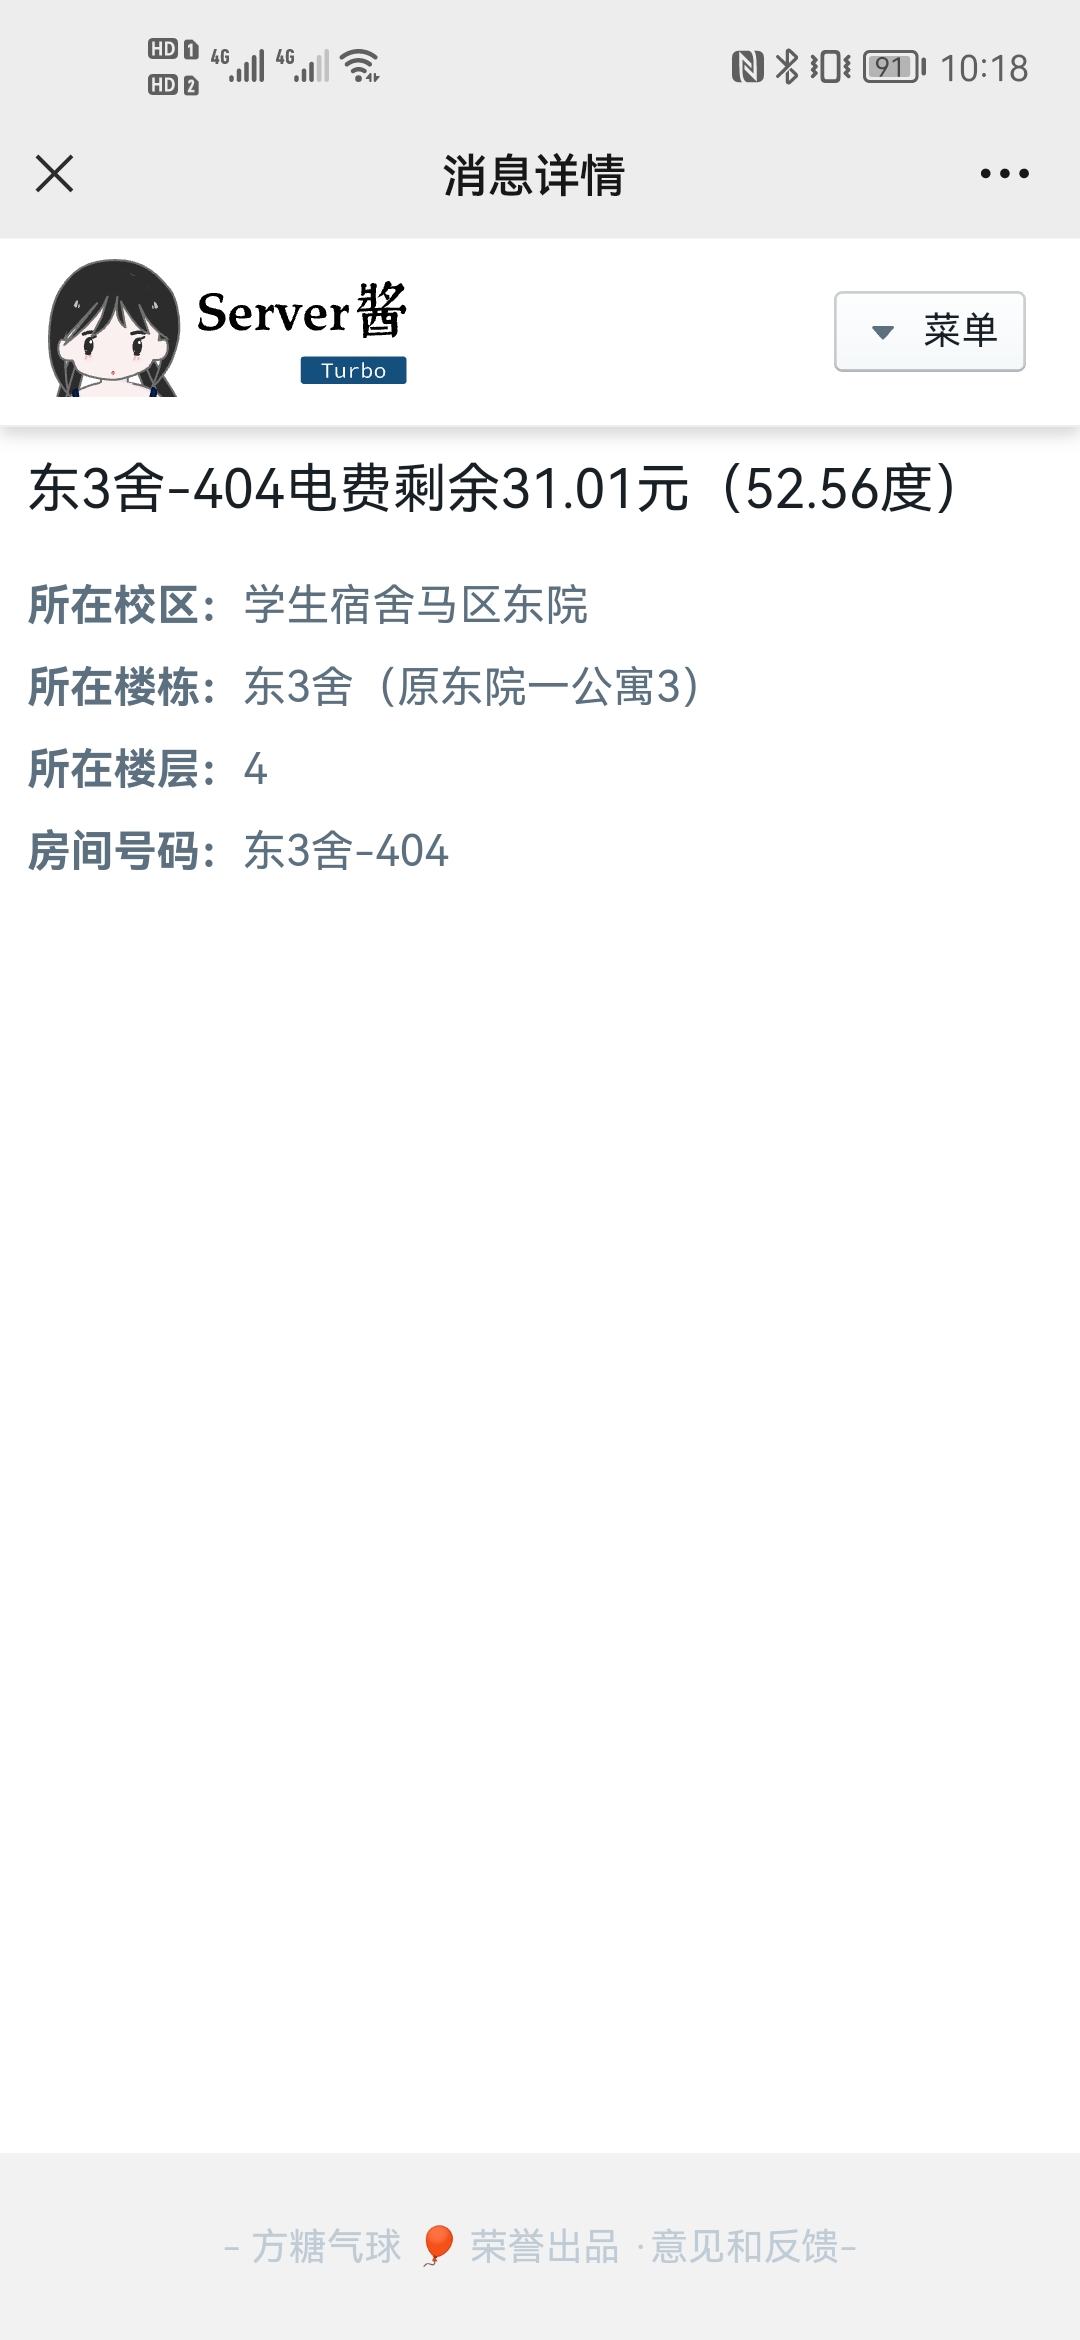 HD 1 4G 4G
HD 2
91 10:18
消息详情
Server酱
Turbo
菜单
东3舍-404电费剩余31.01元（52.56度）
所在校区：学生宿舍马区东院
所在楼栋：东3舍（原东院一公寓3）
所在楼层：4
房间号码：东3舍-404
- 方糖气球 🎈 荣誉出品 ·意见和反馈-